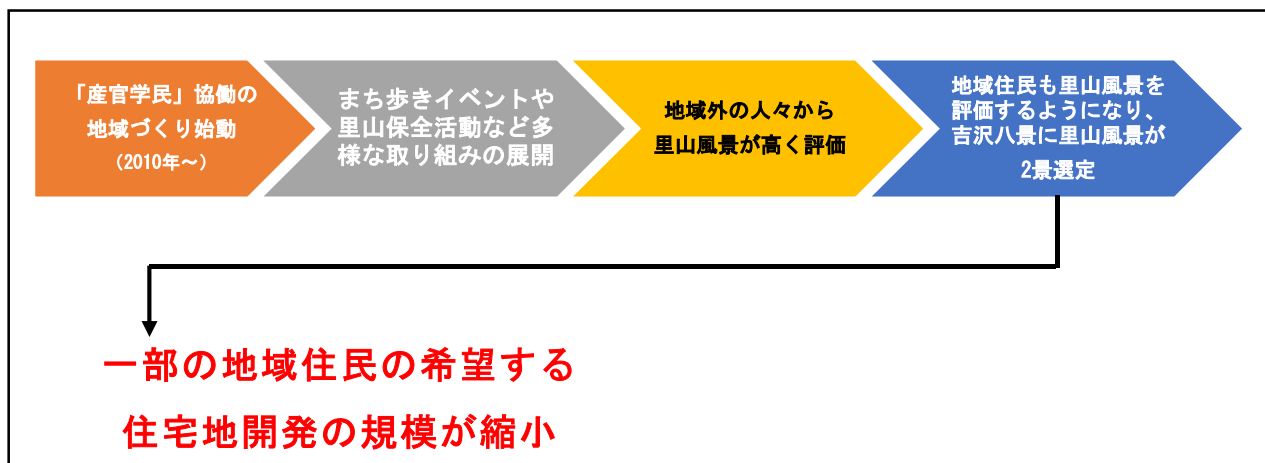 「産官学民」協働の
地域づくり始動
(2010年～)
まち歩きイベントや
里山保全活動など多
様な取り組みの展開
地域外の人々から
里山風景が高く評価
地域住民も里山風景を
評価するようになり、
吉沢八景に里山風景が
2景選定
一部の地域住民の希望する
住宅地開発の規模が縮小